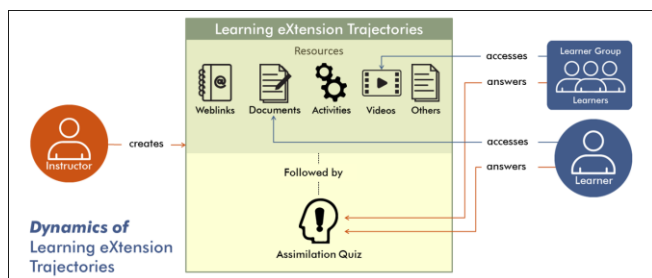 Learning eXtension Trajectories
Resources
Weblinks
Documents
Activities
Videos
Others
accesses
Learner Group
Learners
answers
Instructor
creates
accesses
Learner
answers
Followed by
Assimilation Quiz
Dynamics of
Learning eXtension
Trajectories